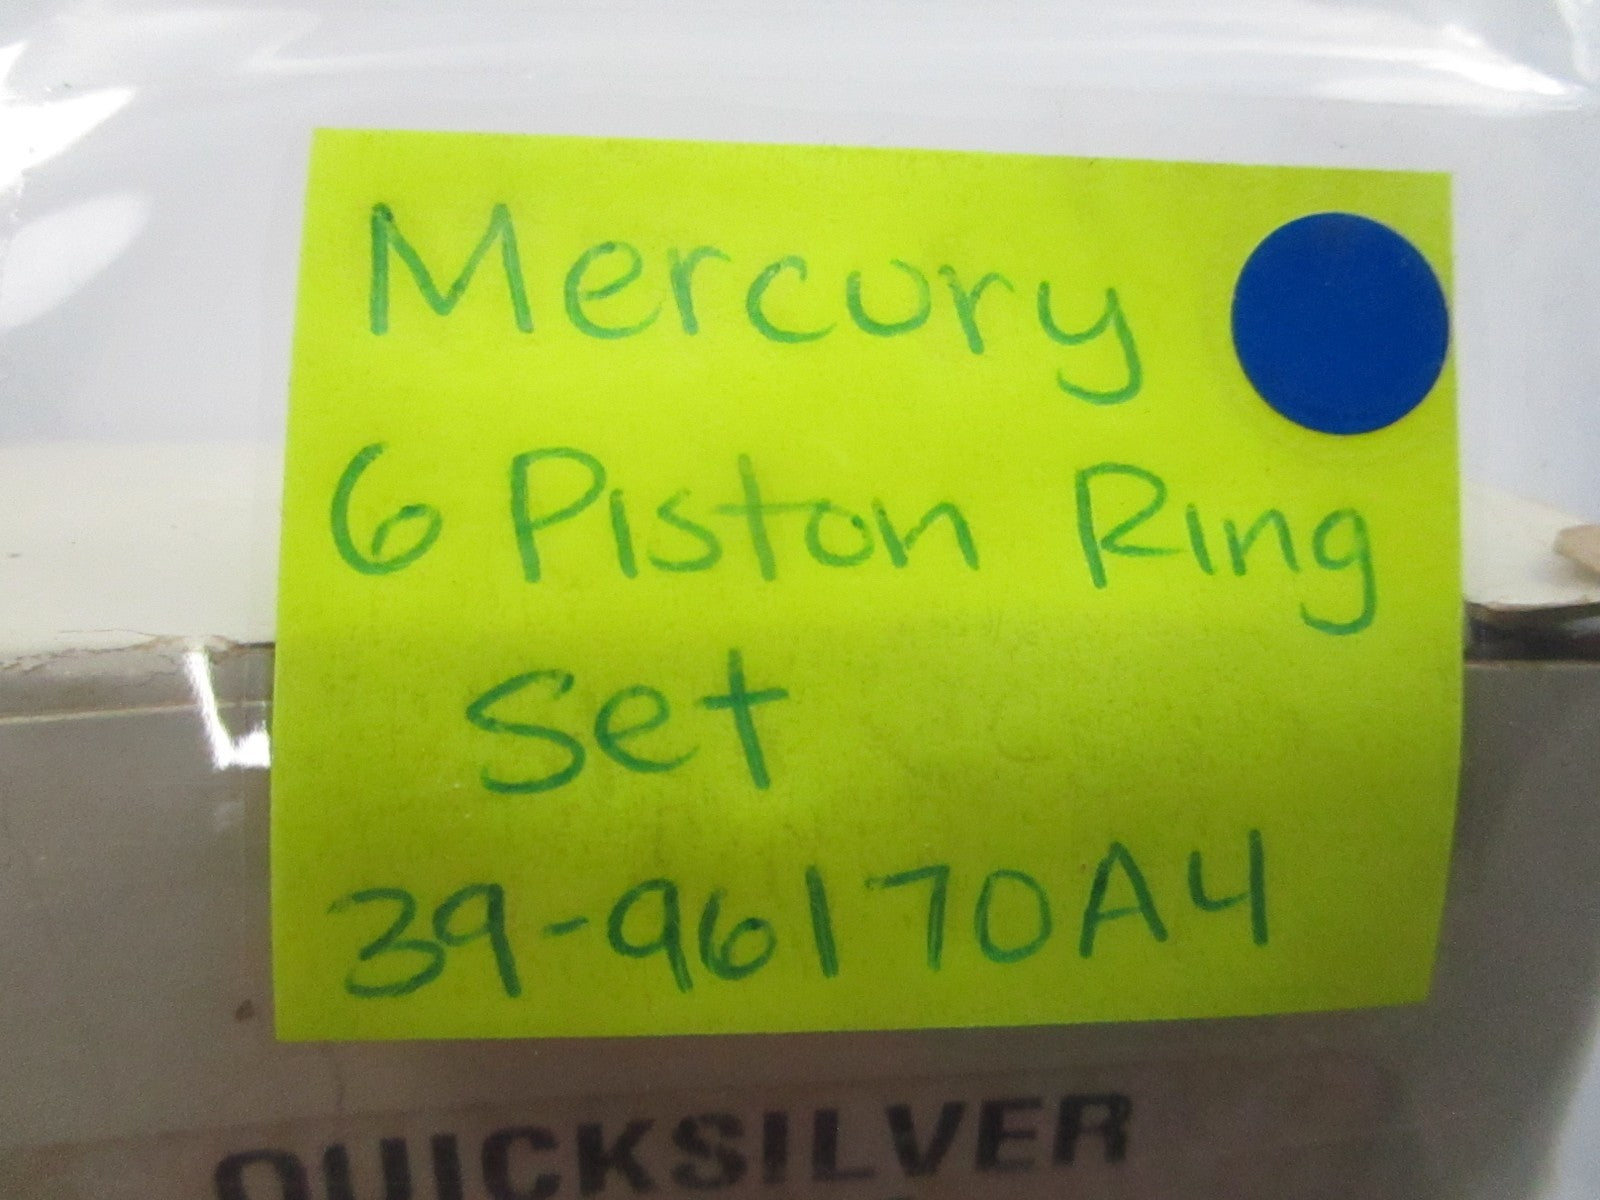 Mercury
6 Piston Ring
Set
39-96170A4
QUICKSILVER